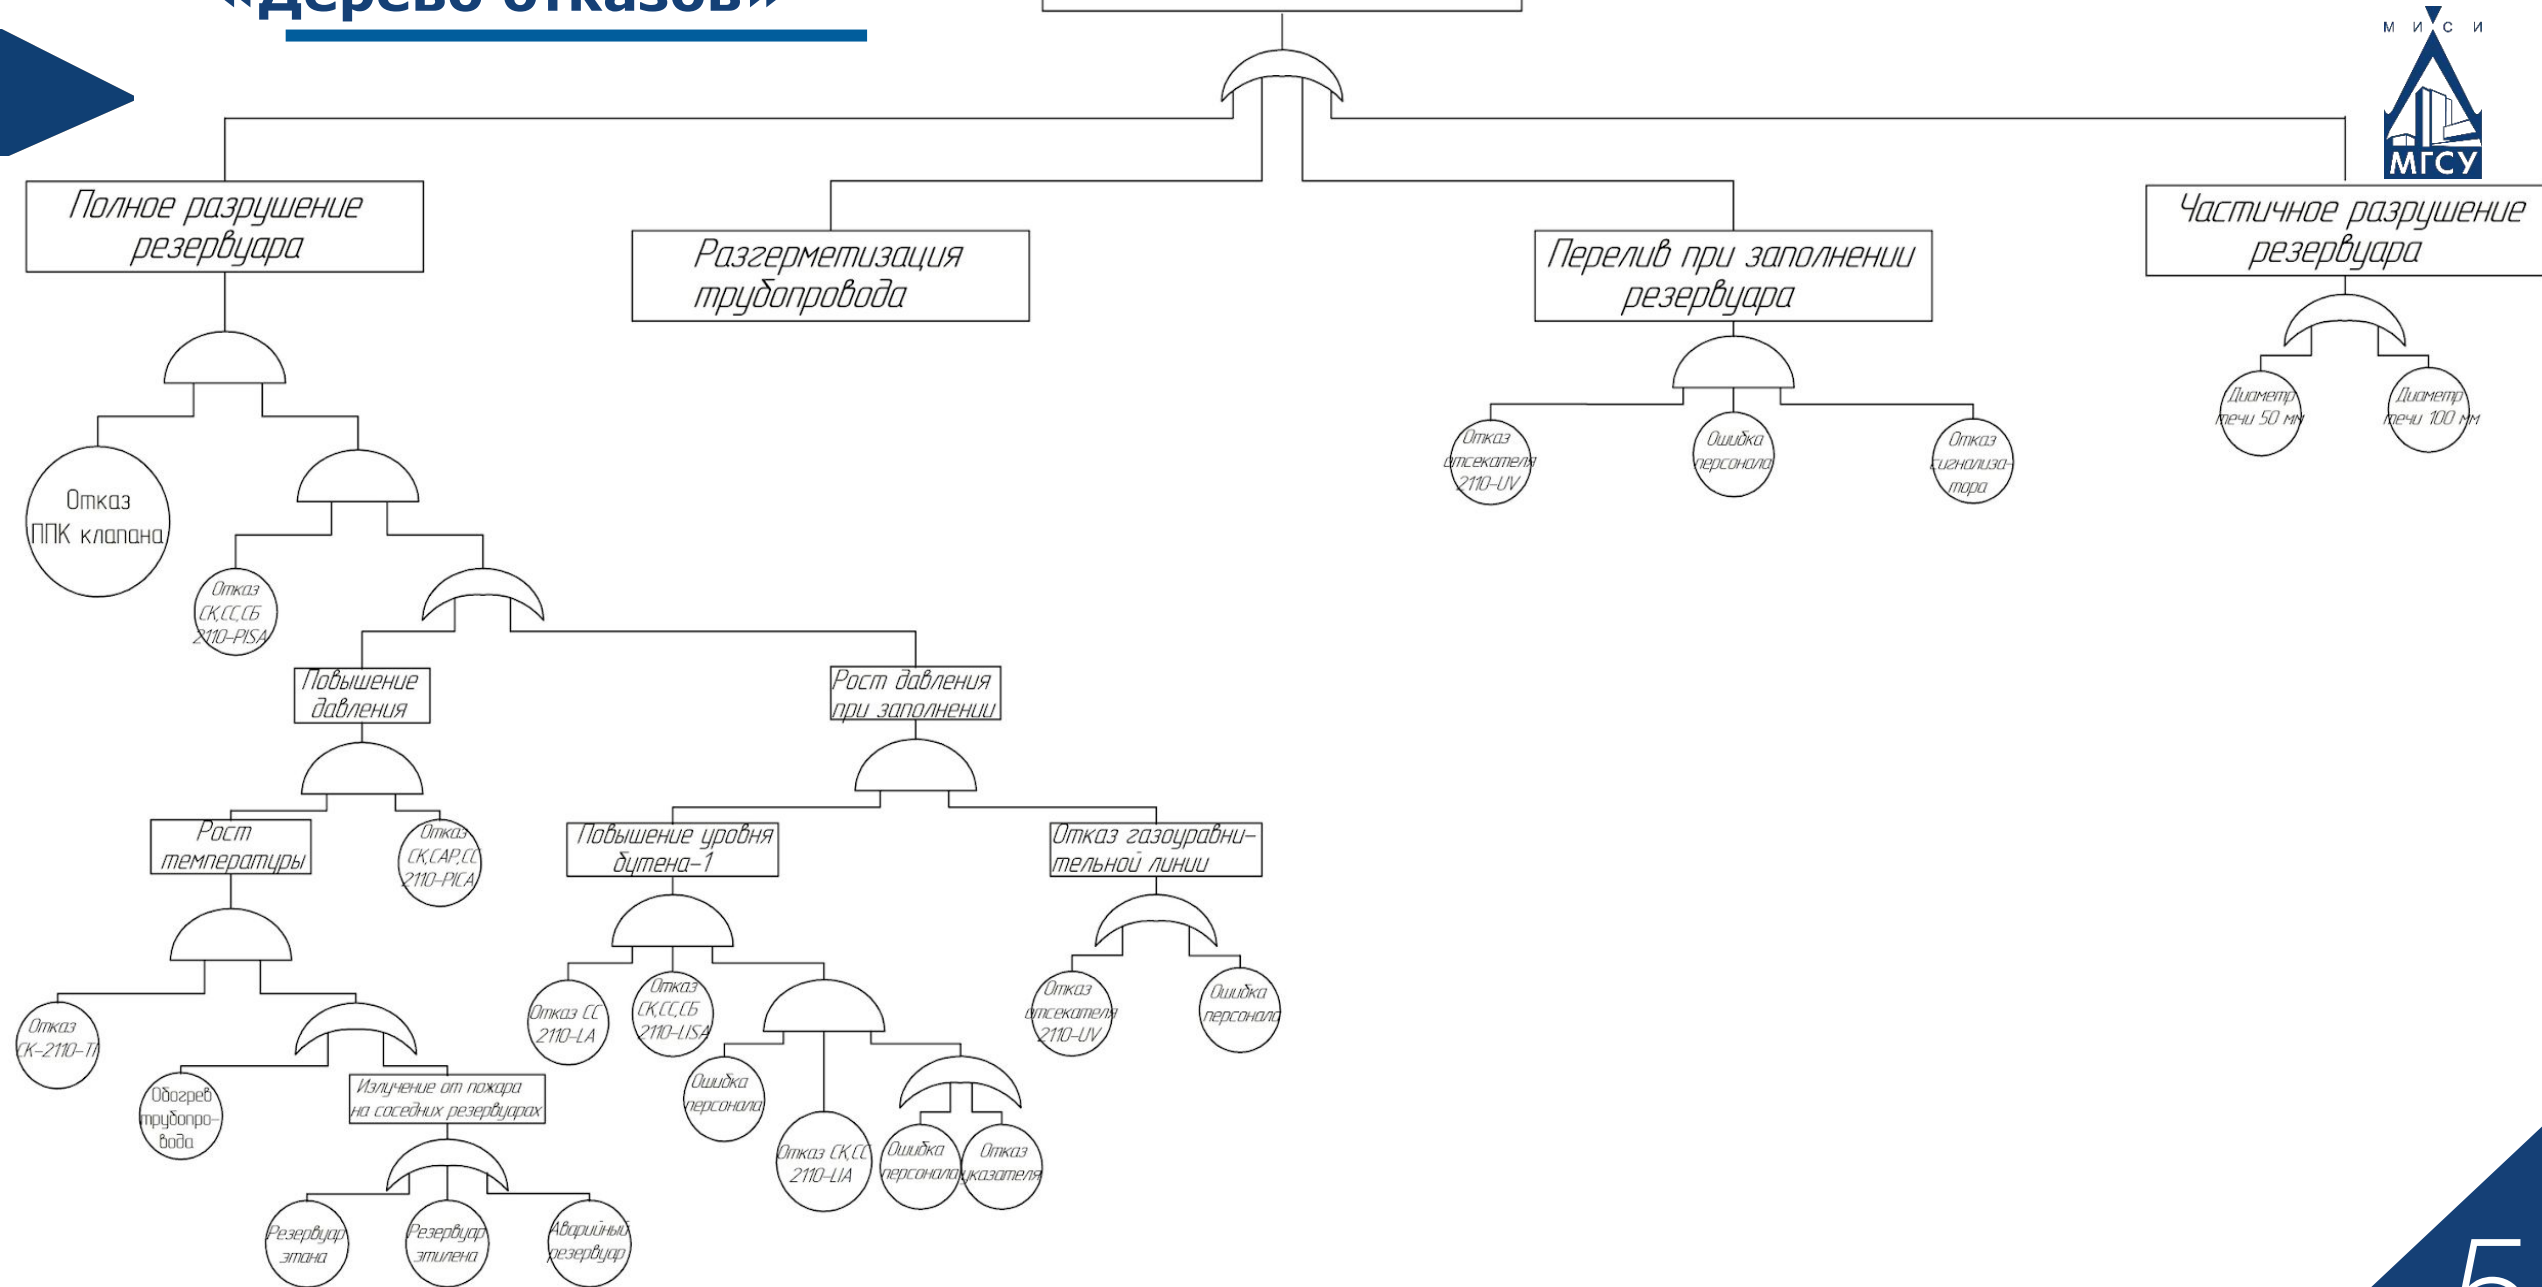 «Дерево отказов»
М И С И
МГСУ
Полное разрушение
резервуара
Разгерметизация
трубопровода
Перелив при заполнении
резервуара
Частичное разрушение
резервуара
Отказ
ППК клапана
Отказ
СК,СС,СБ
2110-PISA
Отказ
отсекателя
2110-UV
Ошибка
персонала
Отказ
сигнализа-
тора
Диаметр
течи 50 мм
Диаметр
течи 100 мм
Повышение
давления
Рост давления
при заполнении
Рост
температуры
Отказ
СК,САР,СС
2110-PICA
Повышение уровня
бутена-1
Отказ газоуравни-
тельной линии
Отказ
СК-2110-TI
Обогрев
трубопро-
вода
Излучение от пожара
на соседних резервуарах
Резервуар
этана
Резервуар
этилена
Аварийный
резервуар
Отказ СС
2110-LA
Отказ
СК,СС,СБ
2110-LISA
Ошибка
персонала
Отказ СК,СС
2110-LIA
Ошибка
персонала
Отказ
указателя
Отказ
отсекателя
2110-UV
Ошибка
персонала
5